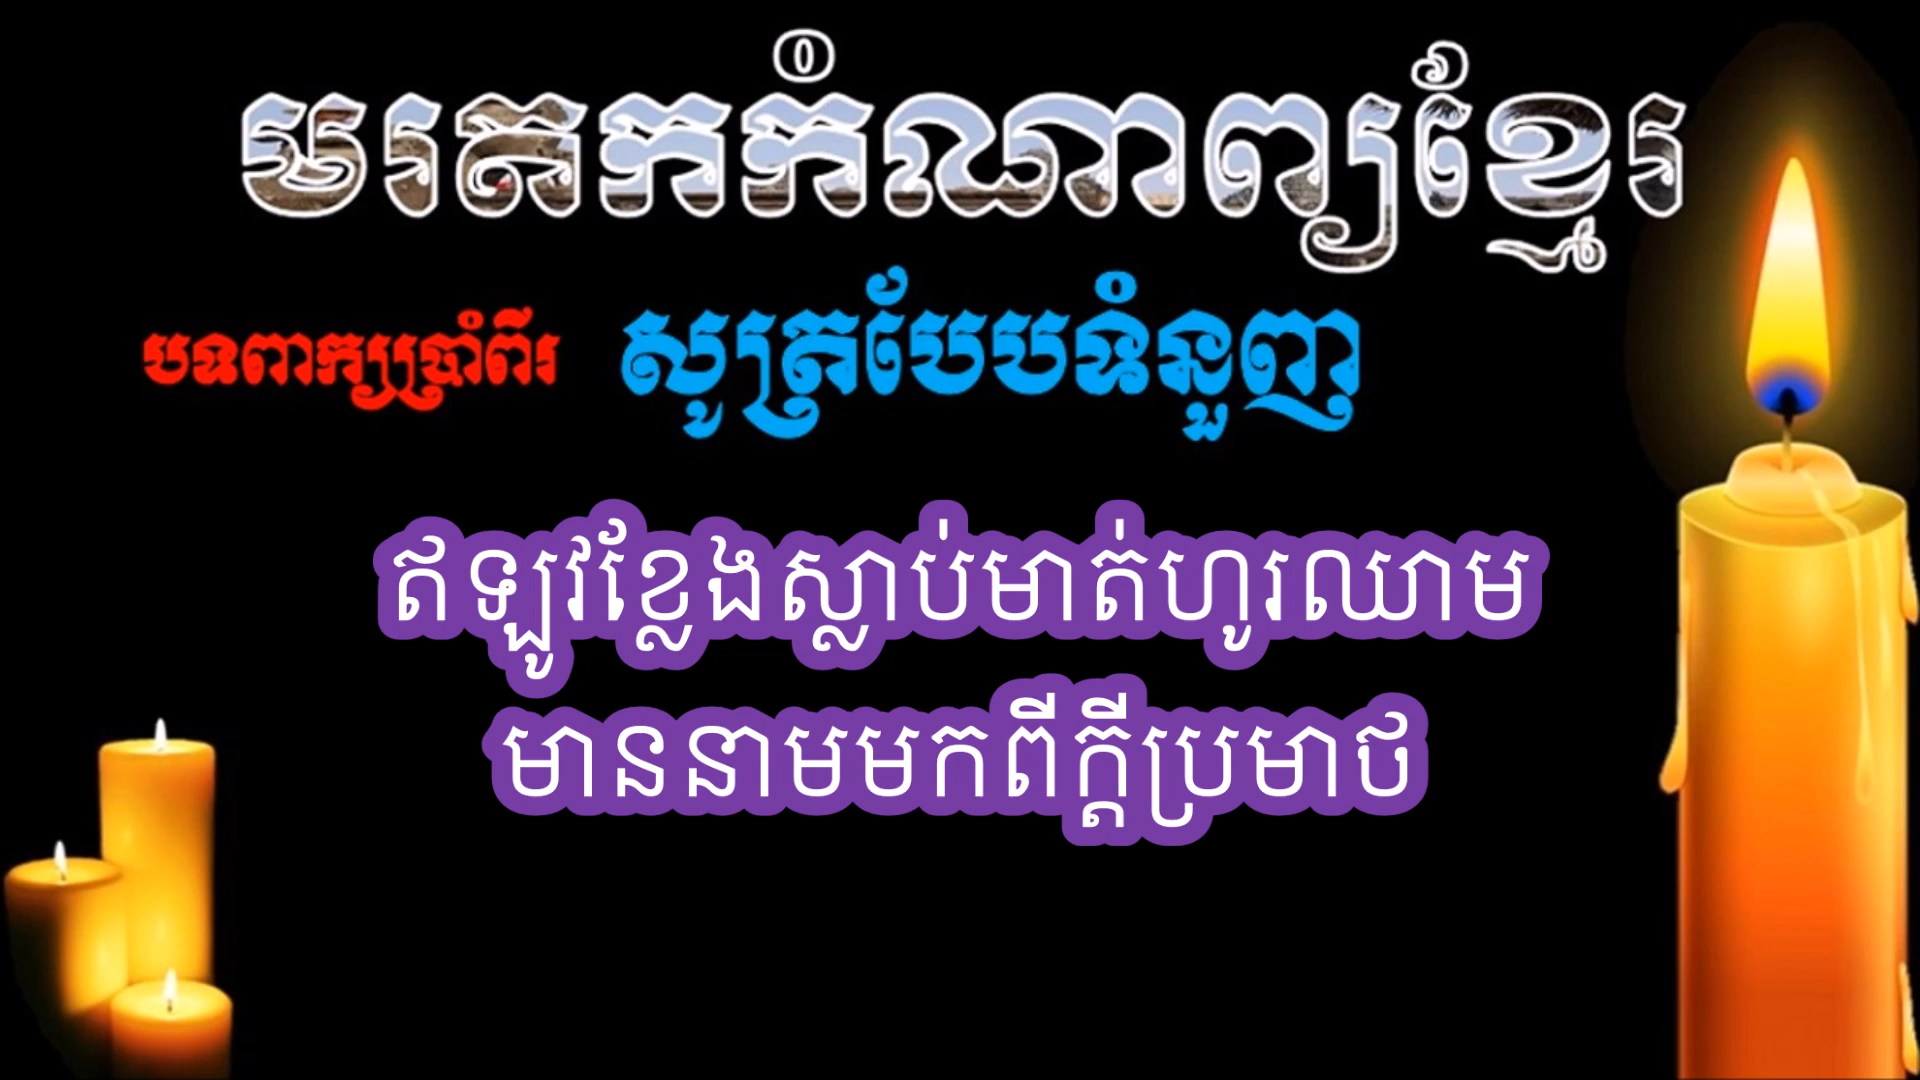 មរតកកំណាព្យខ្មែរ
បទពាក្យប្រាំពីរ សូត្របែបទំនួញ
ឥឡូវខ្លែងស្លាប់មាត់ហូរឈាម
មាននាមមកពីក្ដីប្រមាថ